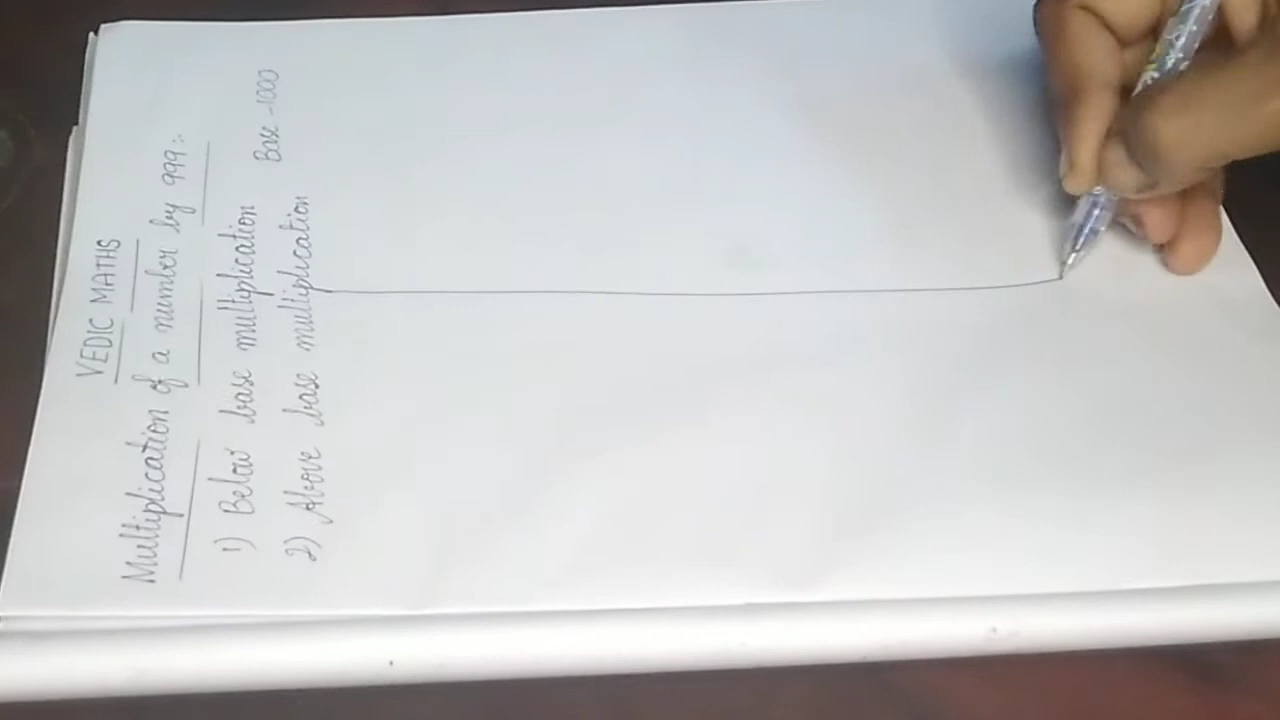 VEDIC MATHS
Multiplication of a number by 999:-
1) Below base multiplication Base -1000
2) Above base multiplication